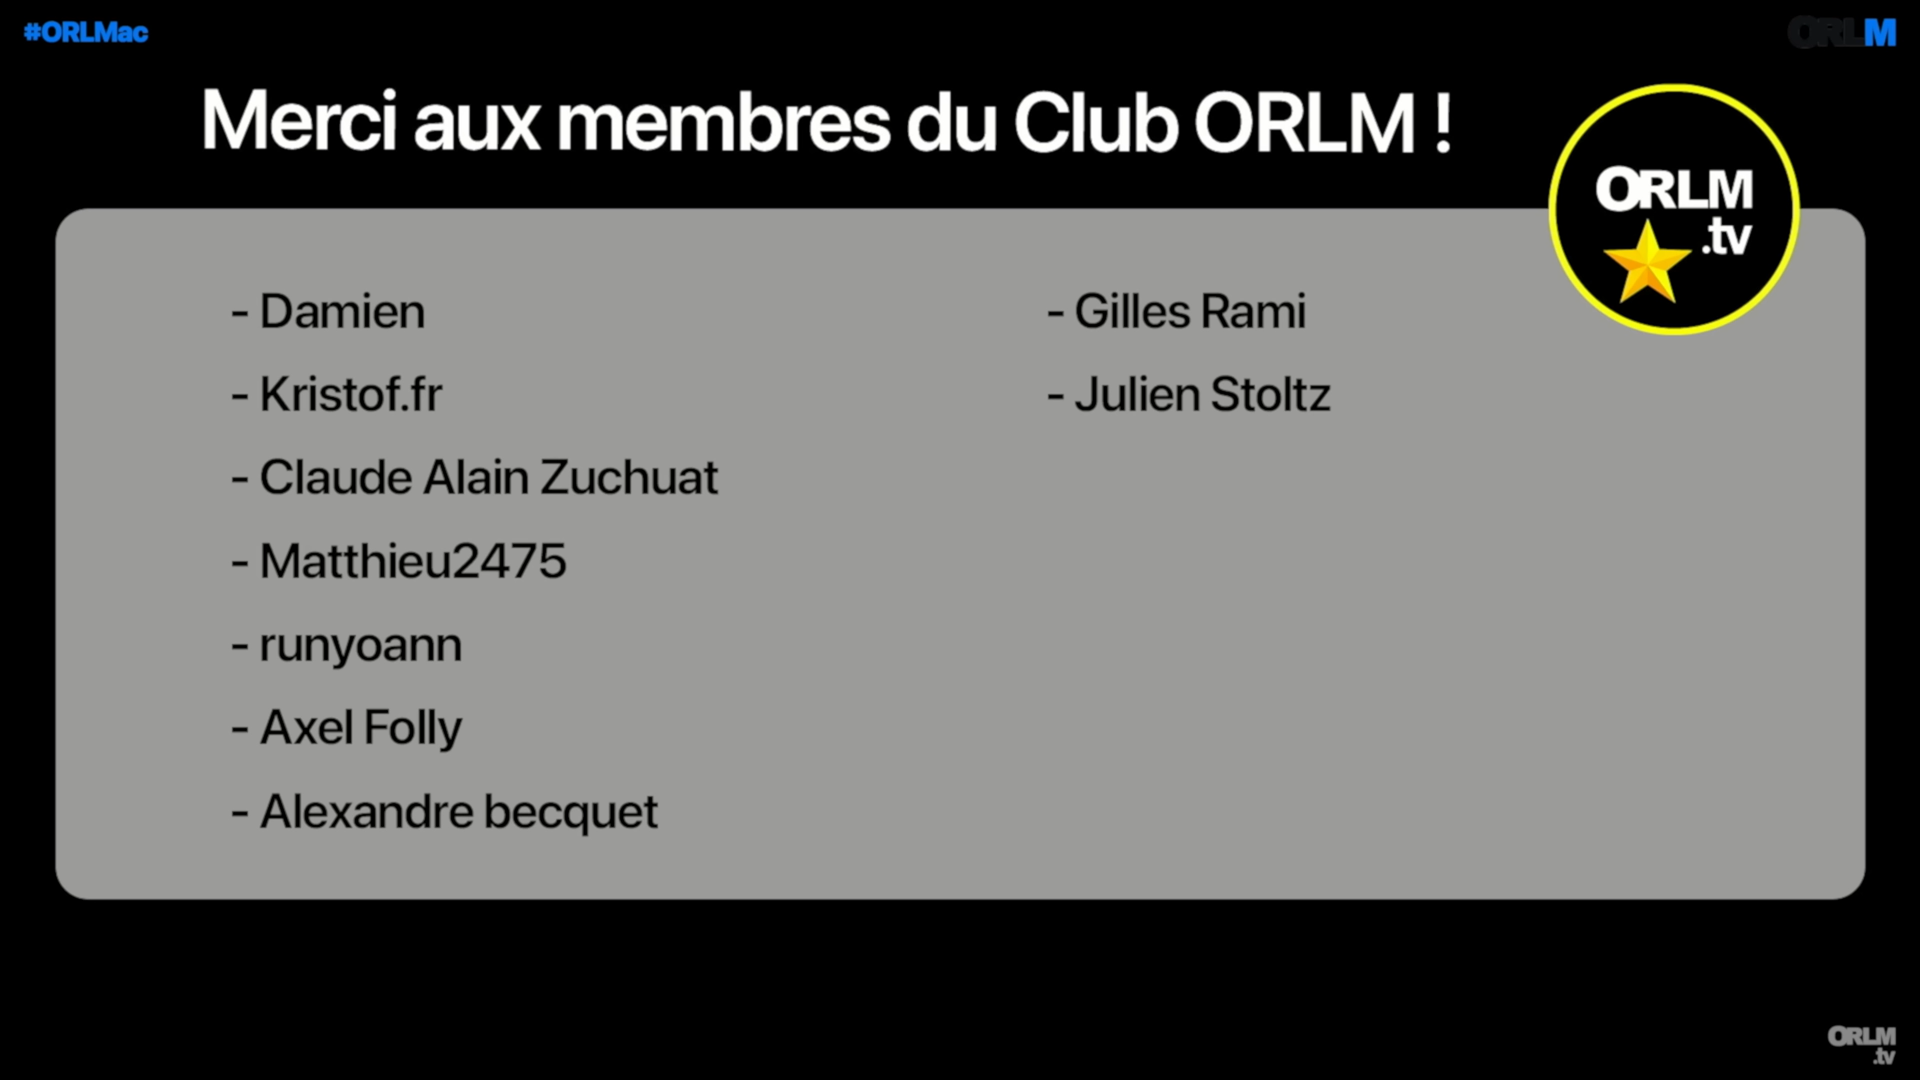 #ORLMac
ORLM
Merci aux membres du Club ORLM !
ORLM
.tv
- Damien
- Kristof.fr
- Claude Alain Zuchuat
- Matthieu2475
- runyoann
- Axel Folly
- Alexandre becquet
- Gilles Rami
- Julien Stoltz
ORLM
.tv